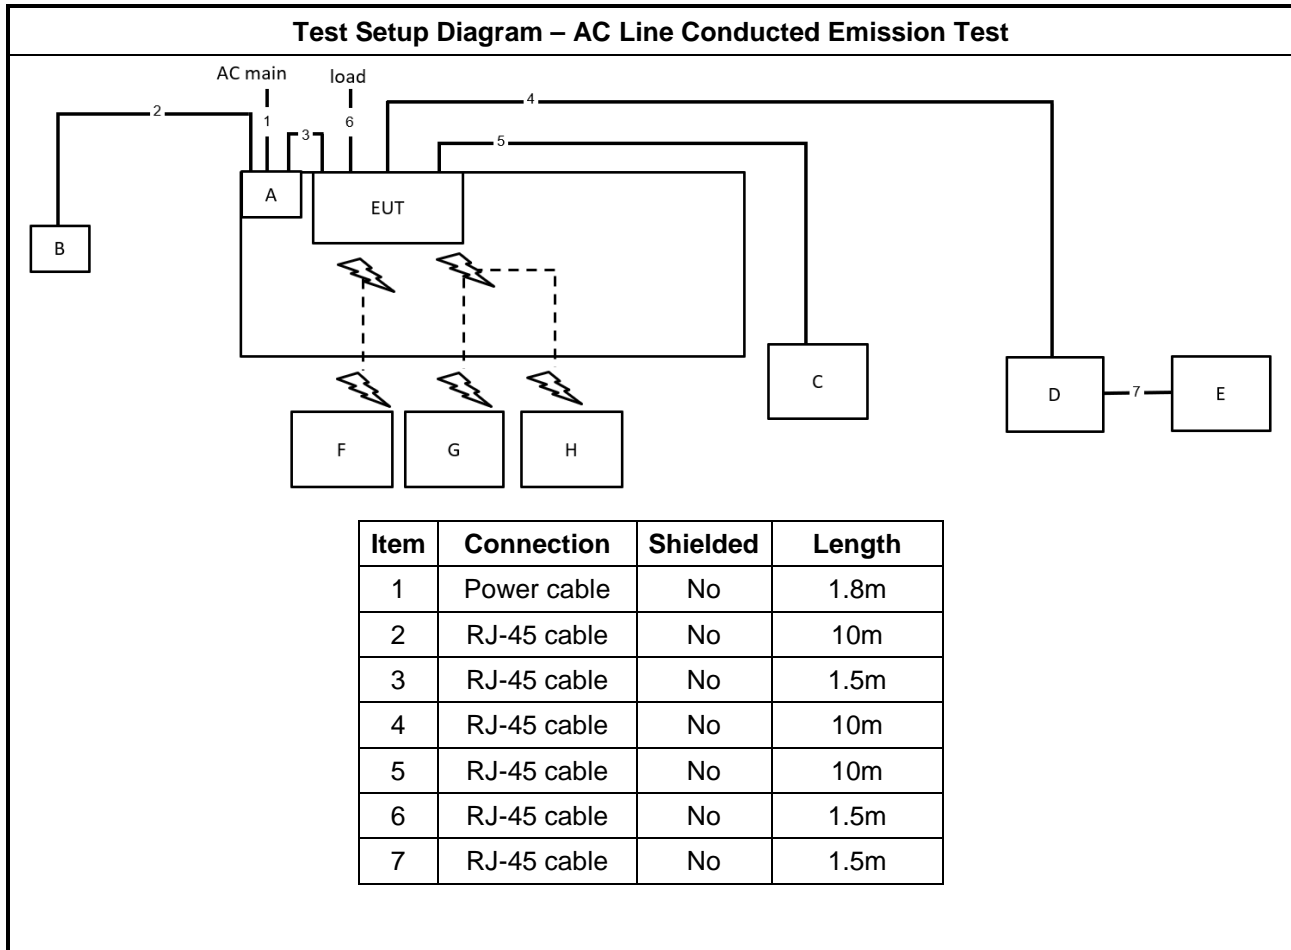 Test Setup Diagram – AC Line Conducted Emission Test
AC main load
2 4
1 3 6
5
A EUT
B
C
D 7 E
F G H
Item Connection Shielded Length
1 Power cable No 1.8m
2 RJ-45 cable No 10m
3 RJ-45 cable No 1.5m
4 RJ-45 cable No 10m
5 RJ-45 cable No 10m
6 RJ-45 cable No 1.5m
7 RJ-45 cable No 1.5m